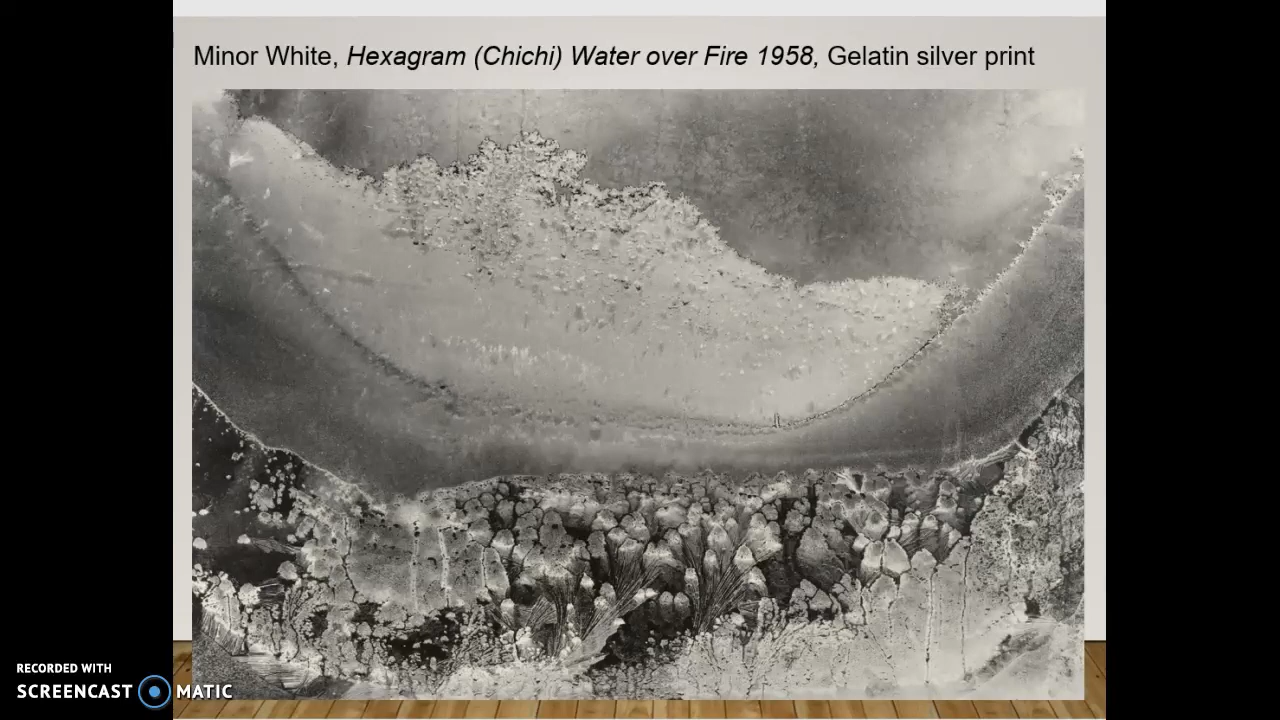 Minor White, Hexagram (Chichi) Water over Fire 1958, Gelatin silver print
RECORDED WITH
SCREENCAST MATIC